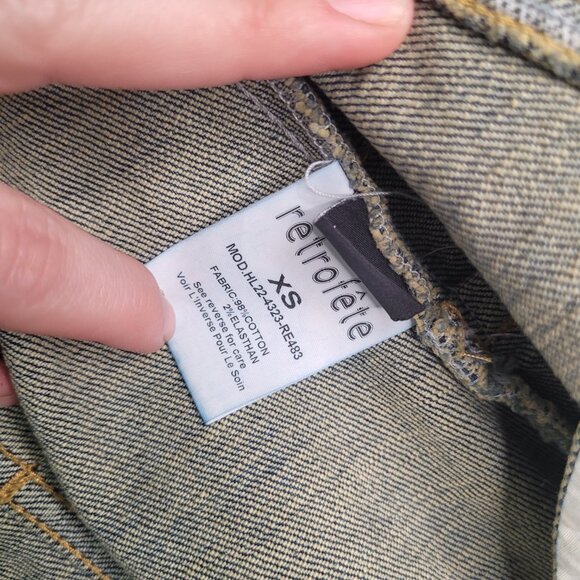 retrofête
XS
MOD.HL22-4323-RE483
FABRIC:98%COTTON
2%ELASTHAN
See reverse for care
Voir L'inverse Pour Le Soin